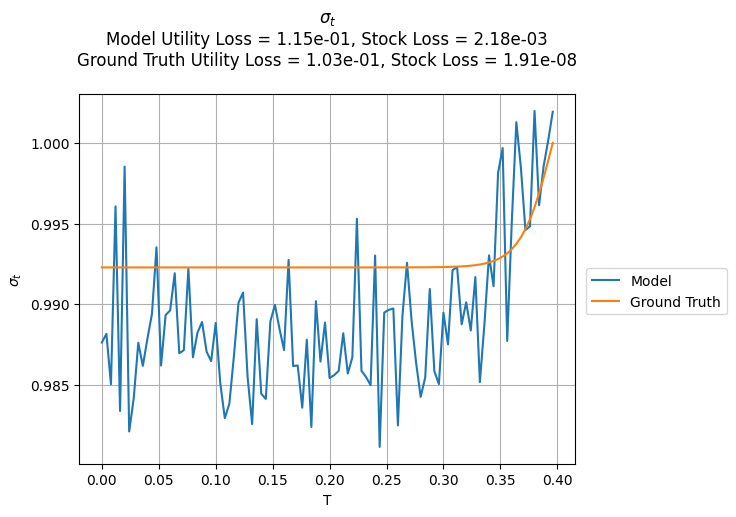 σt
Model Utility Loss = 1.15e-01, Stock Loss = 2.18e-03
Ground Truth Utility Loss = 1.03e-01, Stock Loss = 1.91e-08
1.000
0.995
0.990
0.985
σt
0.00 0.05 0.10 0.15 0.20 0.25 0.30 0.35 0.40
T
Model
Ground Truth